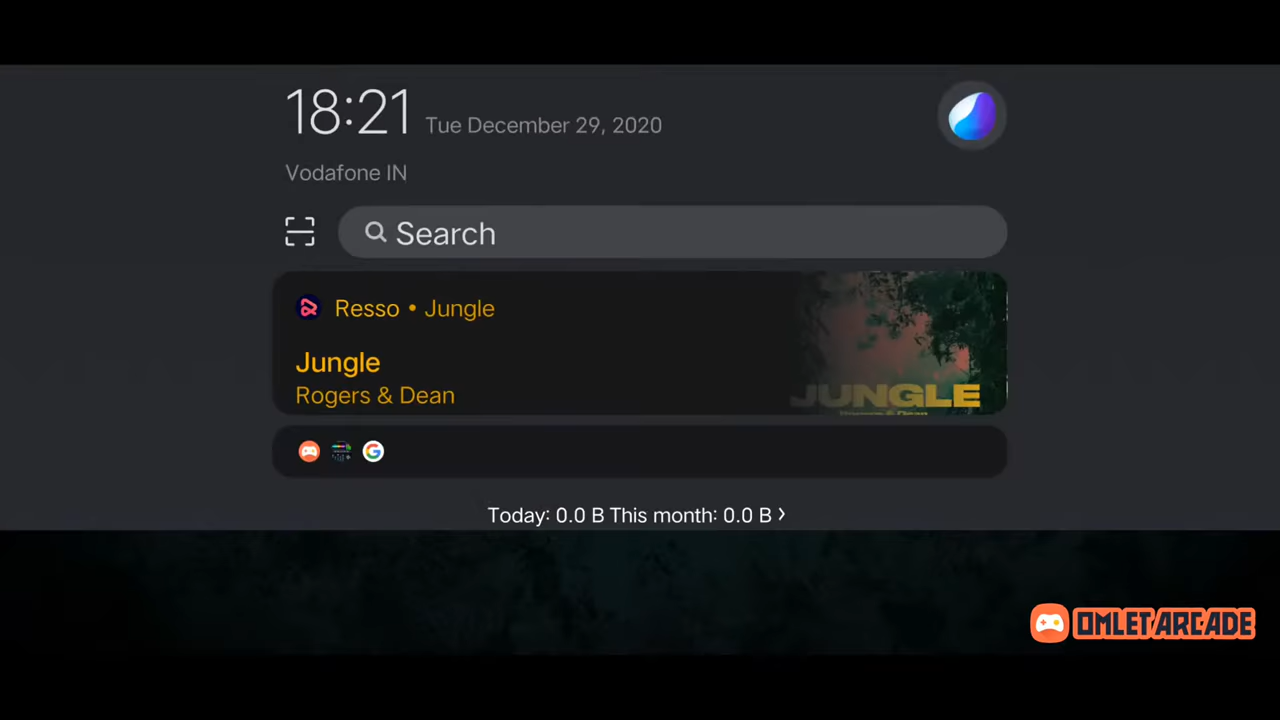 18:21 Tue December 29, 2020
Vodafone IN
Search
Resso • Jungle
Jungle
Rogers & Dean
JUNGLE
Today: 0.0 B This month: 0.0 B >
OMLET ARCADE